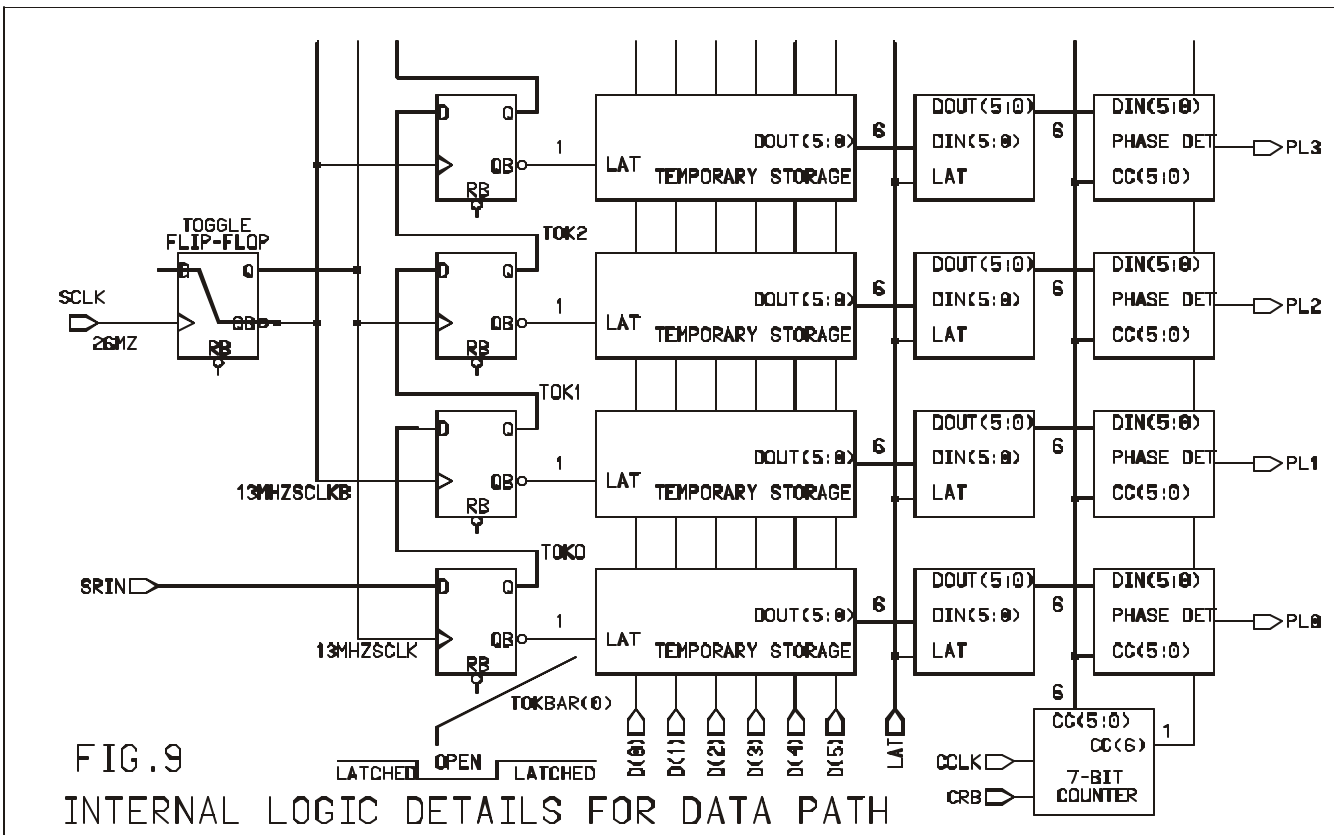 D Q DOUT(5:0) DIN(5:0)
1 DOUT(5:0) 6 DIN(5:0) 6 PHASE DET PL3
QB LAT TEMPORARY STORAGE LAT CC(5:0)
RB
TOGGLE
FLIP-FLOP
TOK2
D Q D Q DOUT(5:0) DIN(5:0)
SCLK 1 DOUT(5:0) 6 DIN(5:0) 6 PHASE DET PL2
QB QB LAT TEMPORARY STORAGE LAT CC(5:0)
26MZ RB RB
TOK1
D Q DOUT(5:0) DIN(5:0)
1 DOUT(5:0) 6 DIN(5:0) 6 PHASE DET PL1
13MHZSCLKB QB LAT TEMPORARY STORAGE LAT CC(5:0)
RB
TOK0
SRIN D Q DOUT(5:0) DIN(5:0)
1 DOUT(5:0) 6 DIN(5:0) 6 PHASE DET PL0
13MHZSCLK QB LAT TEMPORARY STORAGE LAT CC(5:0)
RB
TOKBAR(0)
6
D(0) D(1) D(2) D(3) D(4) D(5) LAT
CC(5:0)
CC(6) 1
CCLK
7-BIT
CRB COUNTER
LATCHED OPEN LATCHED
FIG.9
INTERNAL LOGIC DETAILS FOR DATA PATH